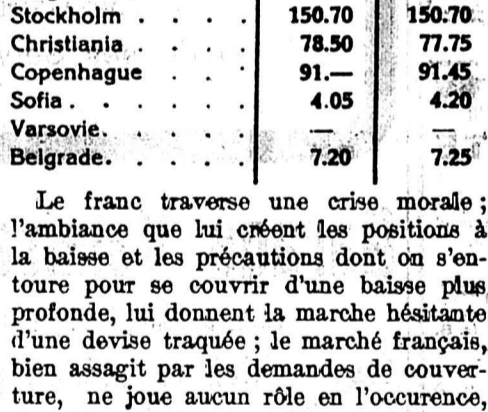 Stockholm . . . . 150.70 150.70
Christiania . . . . 78.50 77.75
Copenhague . . . 91.— 91.45
Sofia . . . . . . 4.05 4.20
Varsovie. . . . . — —
Belgrade. . . . . 7.20 7.25
Le franc traverse une crise morale ;
l'ambiance que lui créent les positions à
la baisse et les précautions dont on s'en-
toure pour se couvrir d'une baisse plus
profonde, lui donnent la marche hésitante
d'une devise traquée ; le marché français,
bien assagit par les demandes de couver-
ture, ne joue aucun rôle en l'occurence,